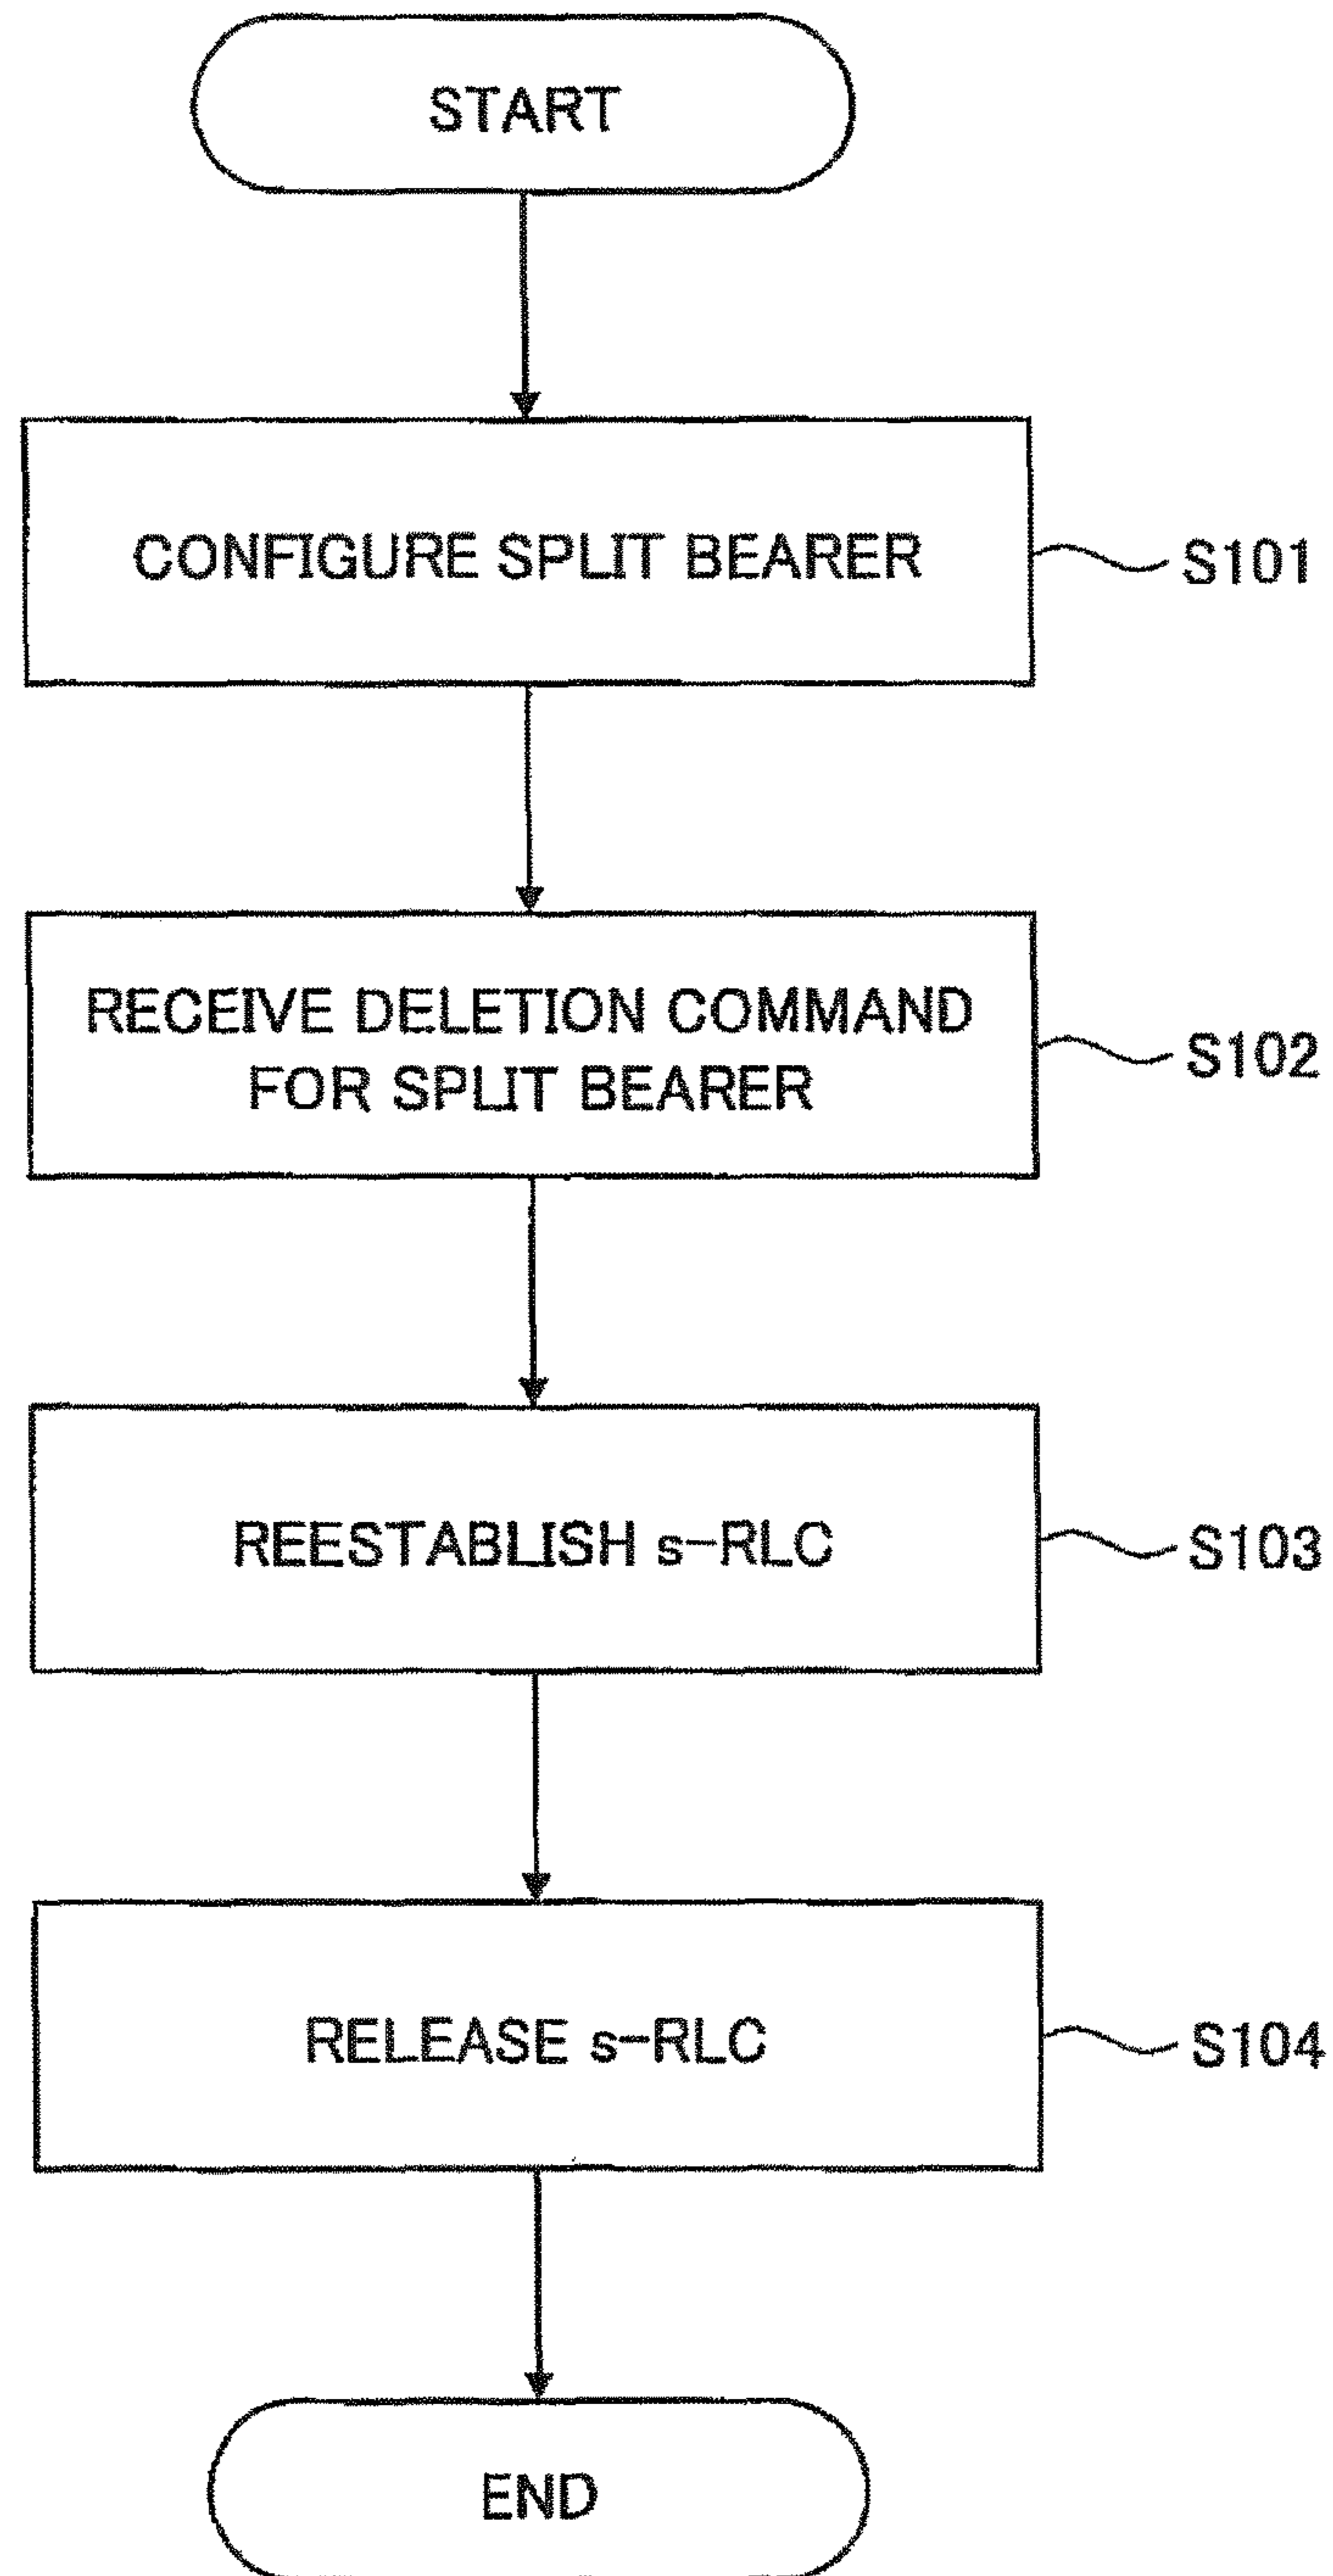 START
CONFIGURE SPLIT BEARER
S101
RECEIVE DELETION COMMAND
FOR SPLIT BEARER
S102
REESTABLISH s-RLC
S103
RELEASE s-RLC
S104
END